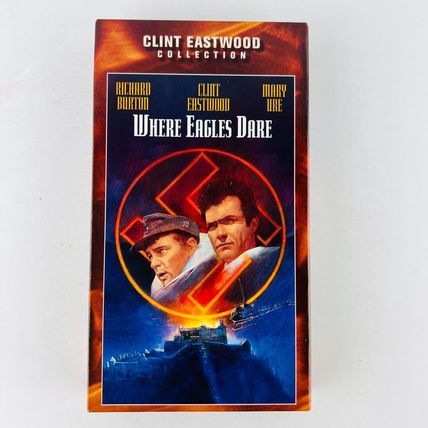 CLINT EASTWOOD
COLLECTION
RICHARD CLINT MARY
BURTON EASTWOOD URE
WHERE EAGLES DARE